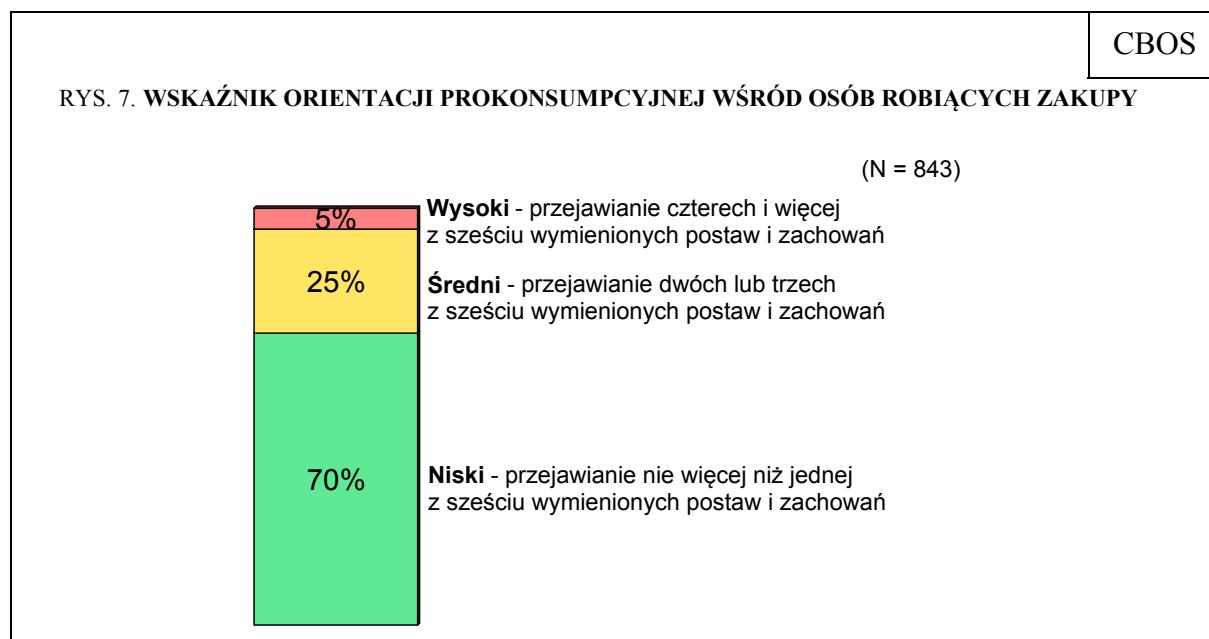 CBOS
RYS. 7. WSKAŹNIK ORIENTACJI PROKONSUMPCYJNEJ WŚRÓD OSÓB ROBIĄCYCH ZAKUPY
(N = 843)
5%
Wysoki - przejawianie czterech i więcej
z sześciu wymienionych postaw i zachowań
25%
Średni - przejawianie dwóch lub trzech
z sześciu wymienionych postaw i zachowań
70%
Niski - przejawianie nie więcej niż jednej
z sześciu wymienionych postaw i zachowań